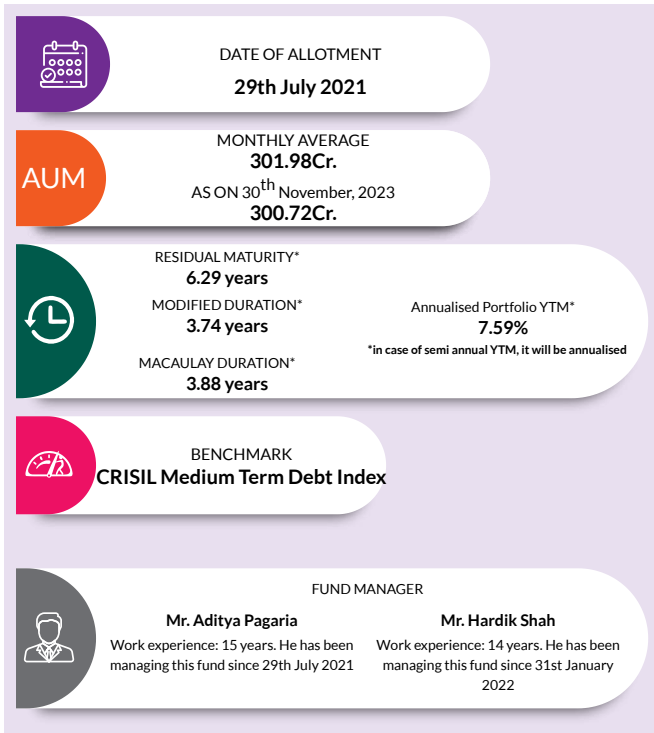 DATE OF ALLOTMENT
29th July 2021
AUM
MONTHLY AVERAGE
301.98Cr.
AS ON 30th November, 2023
300.72Cr.
RESIDUAL MATURITY*
6.29 years
MODIFIED DURATION*
3.74 years
MACAULAY DURATION*
3.88 years
Annualised Portfolio YTM*
7.59%
*in case of semi annual YTM, it will be annualised
BENCHMARK
CRISIL Medium Term Debt Index
FUND MANAGER
Mr. Aditya Pagaria
Work experience: 15 years. He has been
managing this fund since 29th July 2021
Mr. Hardik Shah
Work experience: 14 years. He has been
managing this fund since 31st January
2022